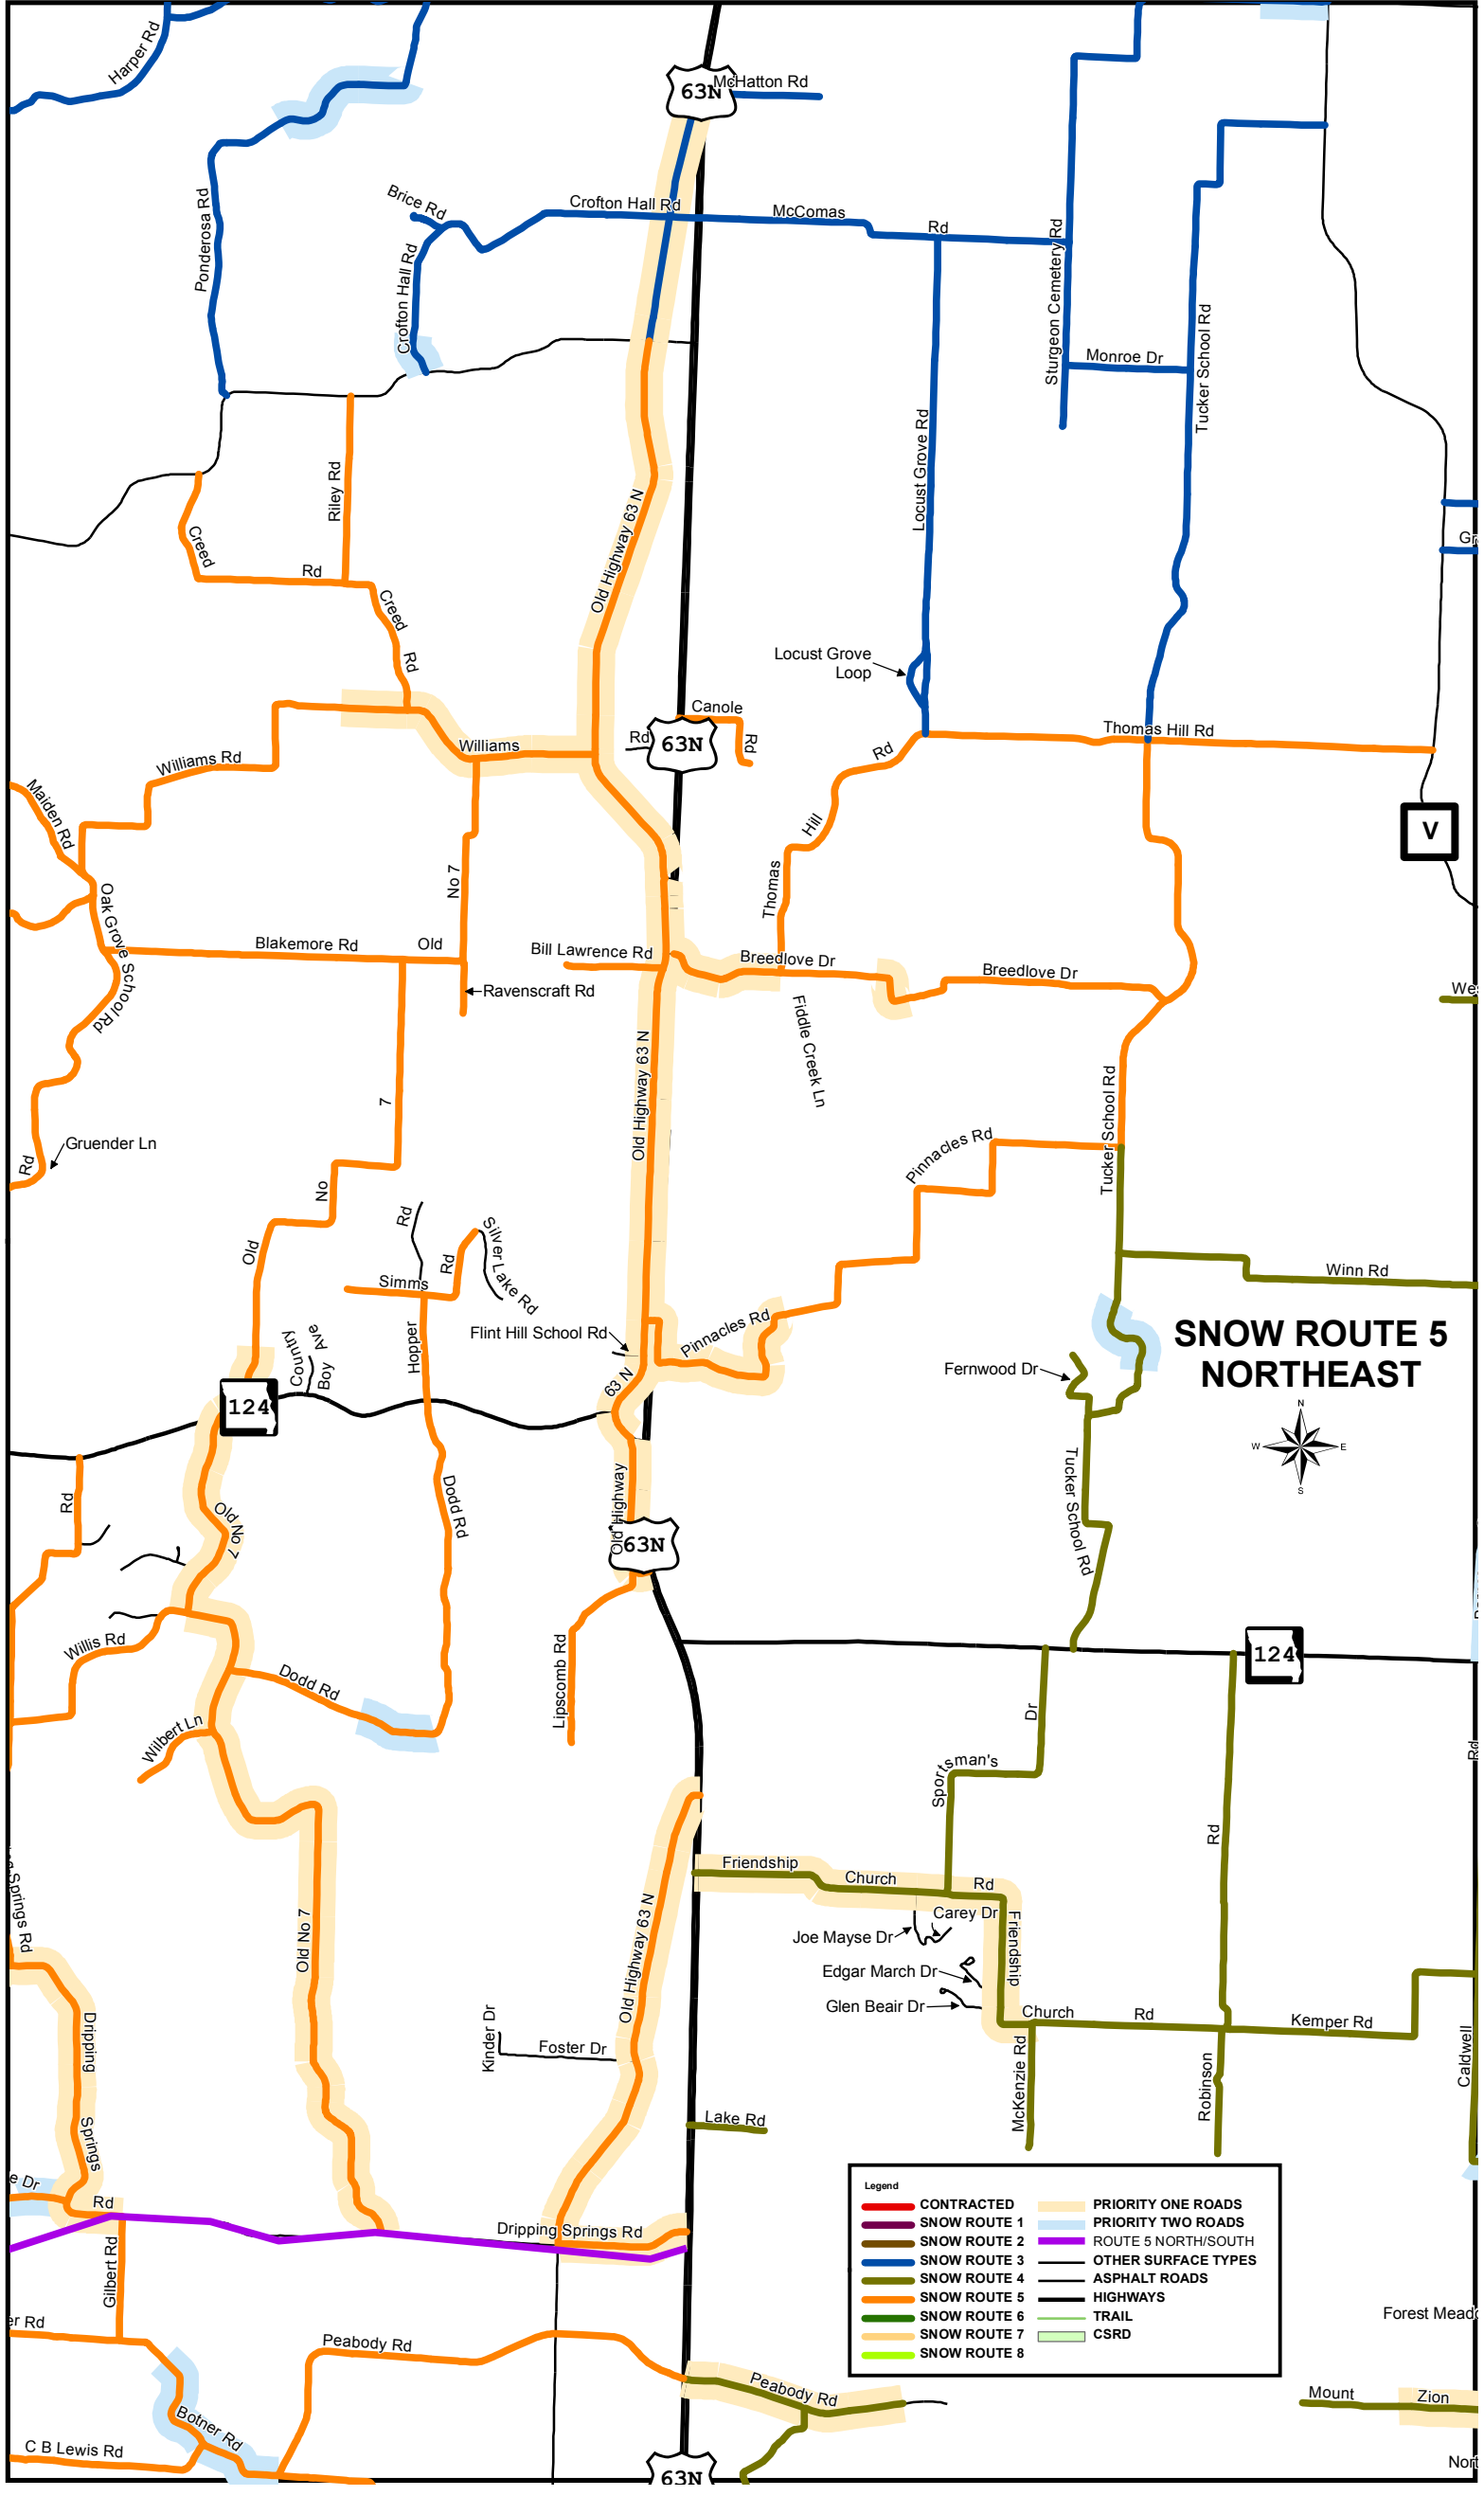 Harper Rd
63N
McHatton Rd
Ponderosa Rd
Brice Rd
Crofton Hall Rd
McComas
Rd
Crofton Hall Rd
Sturgeon Cemetery Rd
Monroe Dr
Tucker School Rd
Riley Rd
Creed
Rd
Creed
Rd
Old Highway 63 N
Locust Grove Rd
Gr
Locust Grove
Loop
Canole
Rd
63N
Rd
Williams
Williams Rd
Thomas Hill Rd
Rd
Hill
Thomas
Maiden Rd
V
No 7
Oak Grove School Rd
Blakemore Rd
Old
Bill Lawrence Rd
Breedlove Dr
Breedlove Dr
Ravenscraft Rd
Fiddle Creek Ln
We
Old Highway 63 N
7
Gruender Ln
Rd
No
Old
Pinnacles Rd
Tucker School Rd
Rd
Simms
Rd
Silver Lake Rd
Winn Rd
Flint Hill School Rd
Pinnacles Rd
SNOW ROUTE 5
NORTHEAST
Country
Boy
Ave
Hopper
63 N
Fernwood Dr
124
N
W
E
S
Rd
Old No 7
Dodd Rd
Old Highway
63N
Tucker School Rd
Willis Rd
Dodd Rd
Lipscomb Rd
124
Wilbert Ln
Dr
Sportsman's
Rd
Rd
Friendship
Church
Rd
Carey Dr
Joe Mayse Dr
Friendship
Edgar March Dr
Glen Beair Dr
Church
Rd
Kemper Rd
Springs Rd
Old No 7
Old Highway 63 N
Dripping
Springs
Kinder Dr
Foster Dr
McKenzie Rd
Robinson
Caldwell
Lake Rd
e Dr
Rd
Dripping Springs Rd
Gilbert Rd
er Rd
Peabody Rd
Legend
CONTRACTED
SNOW ROUTE 1
SNOW ROUTE 2
SNOW ROUTE 3
SNOW ROUTE 4
SNOW ROUTE 5
SNOW ROUTE 6
SNOW ROUTE 7
SNOW ROUTE 8
PRIORITY ONE ROADS
PRIORITY TWO ROADS
ROUTE 5 NORTH/SOUTH
OTHER SURFACE TYPES
ASPHALT ROADS
HIGHWAYS
TRAIL
CSRD
Forest Mead
Peabody Rd
Mount
Zion
Botner Rd
C B Lewis Rd
63N
Nort